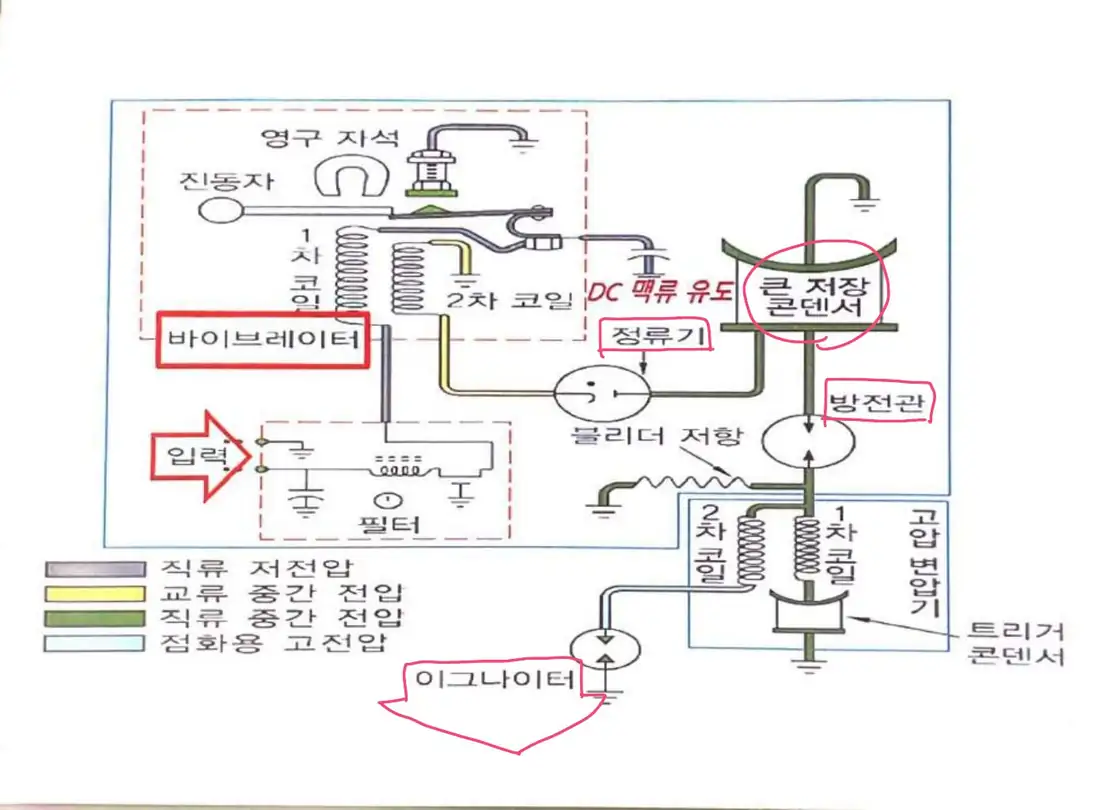 영구 자석
진동자
1
차
코
일
2차 코일
DC 맥류 유도
큰 저장
콘덴서
바이브레이터
정류기
방전관
블리더 저항
입력
필터
2
차
코
일
1
차
코
일
고
압
변
압
기
직류 저전압
교류 중간 전압
직류 중간 전압
점화용 고전압
트리거
콘덴서
이그나이터